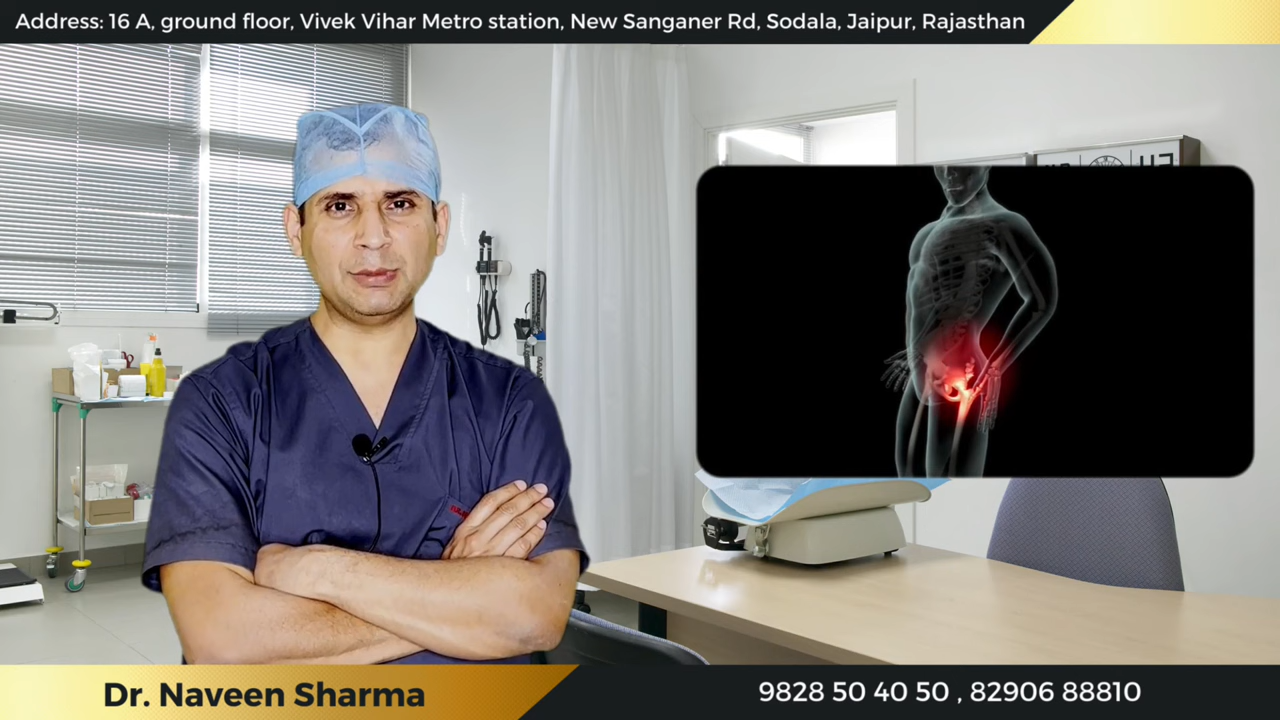 Address: 16 A, ground floor, Vivek Vihar Metro station, New Sanganer Rd, Sodala, Jaipur, Rajasthan
Dr. Naveen Sharma
9828 50 40 50 , 82906 88810